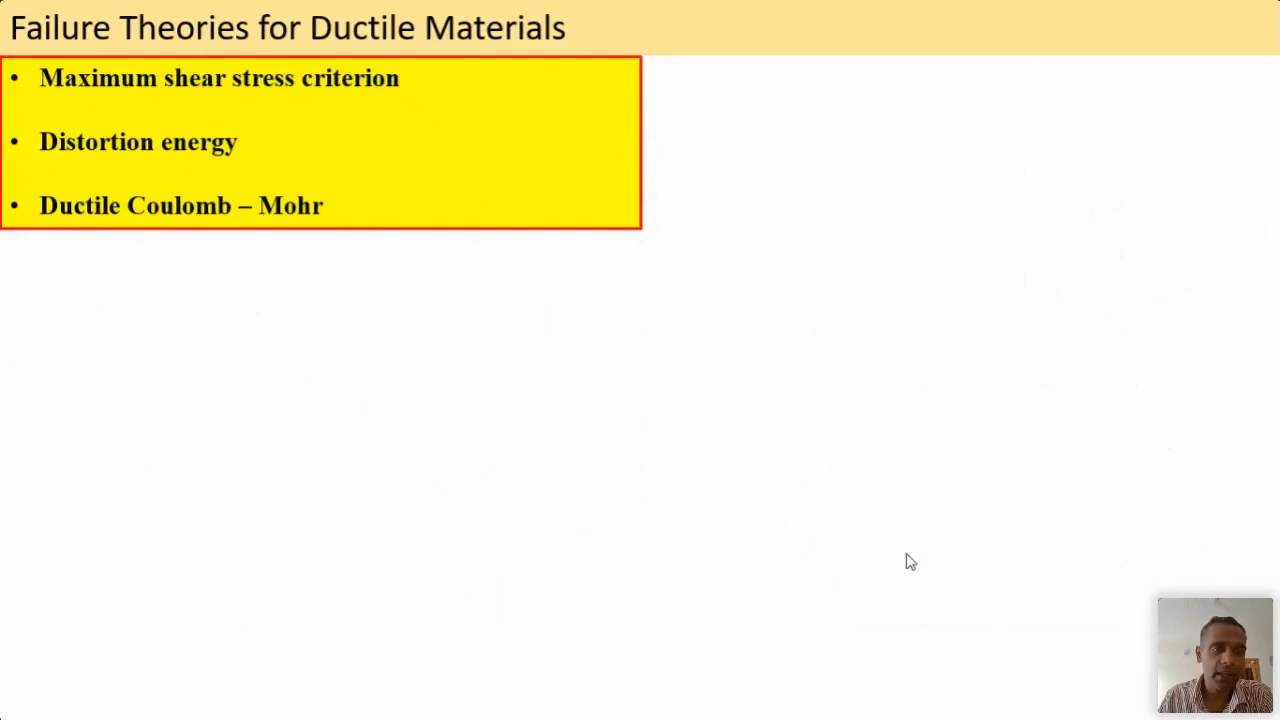 Failure Theories for Ductile Materials
• Maximum shear stress criterion
• Distortion energy
• Ductile Coulomb – Mohr